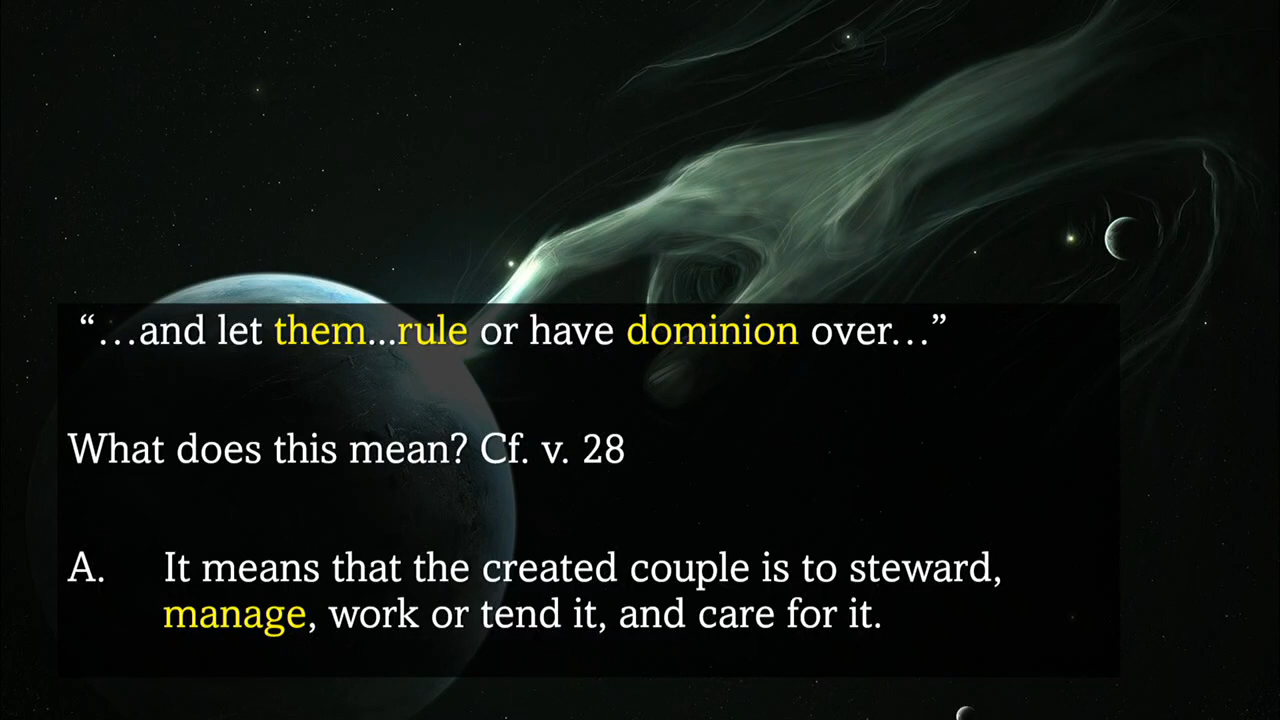 “…and let them...rule or have dominion over…”
What does this mean? Cf. v. 28
A. It means that the created couple is to steward,
manage, work or tend it, and care for it.